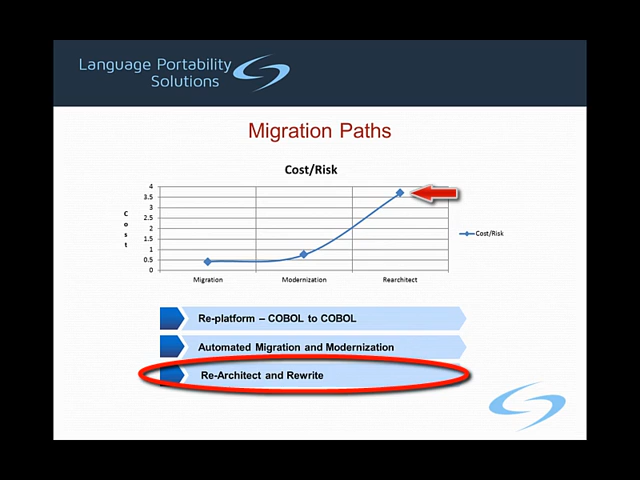 Language Portability
Solutions
Migration Paths
Cost/Risk
4
3.5
3
2.5
2
1.5
1
0.5
0
Cost
Migration
Modernization
Rearchitect
Cost/Risk
Re-platform – COBOL to COBOL
Automated Migration and Modernization
Re-Architect and Rewrite